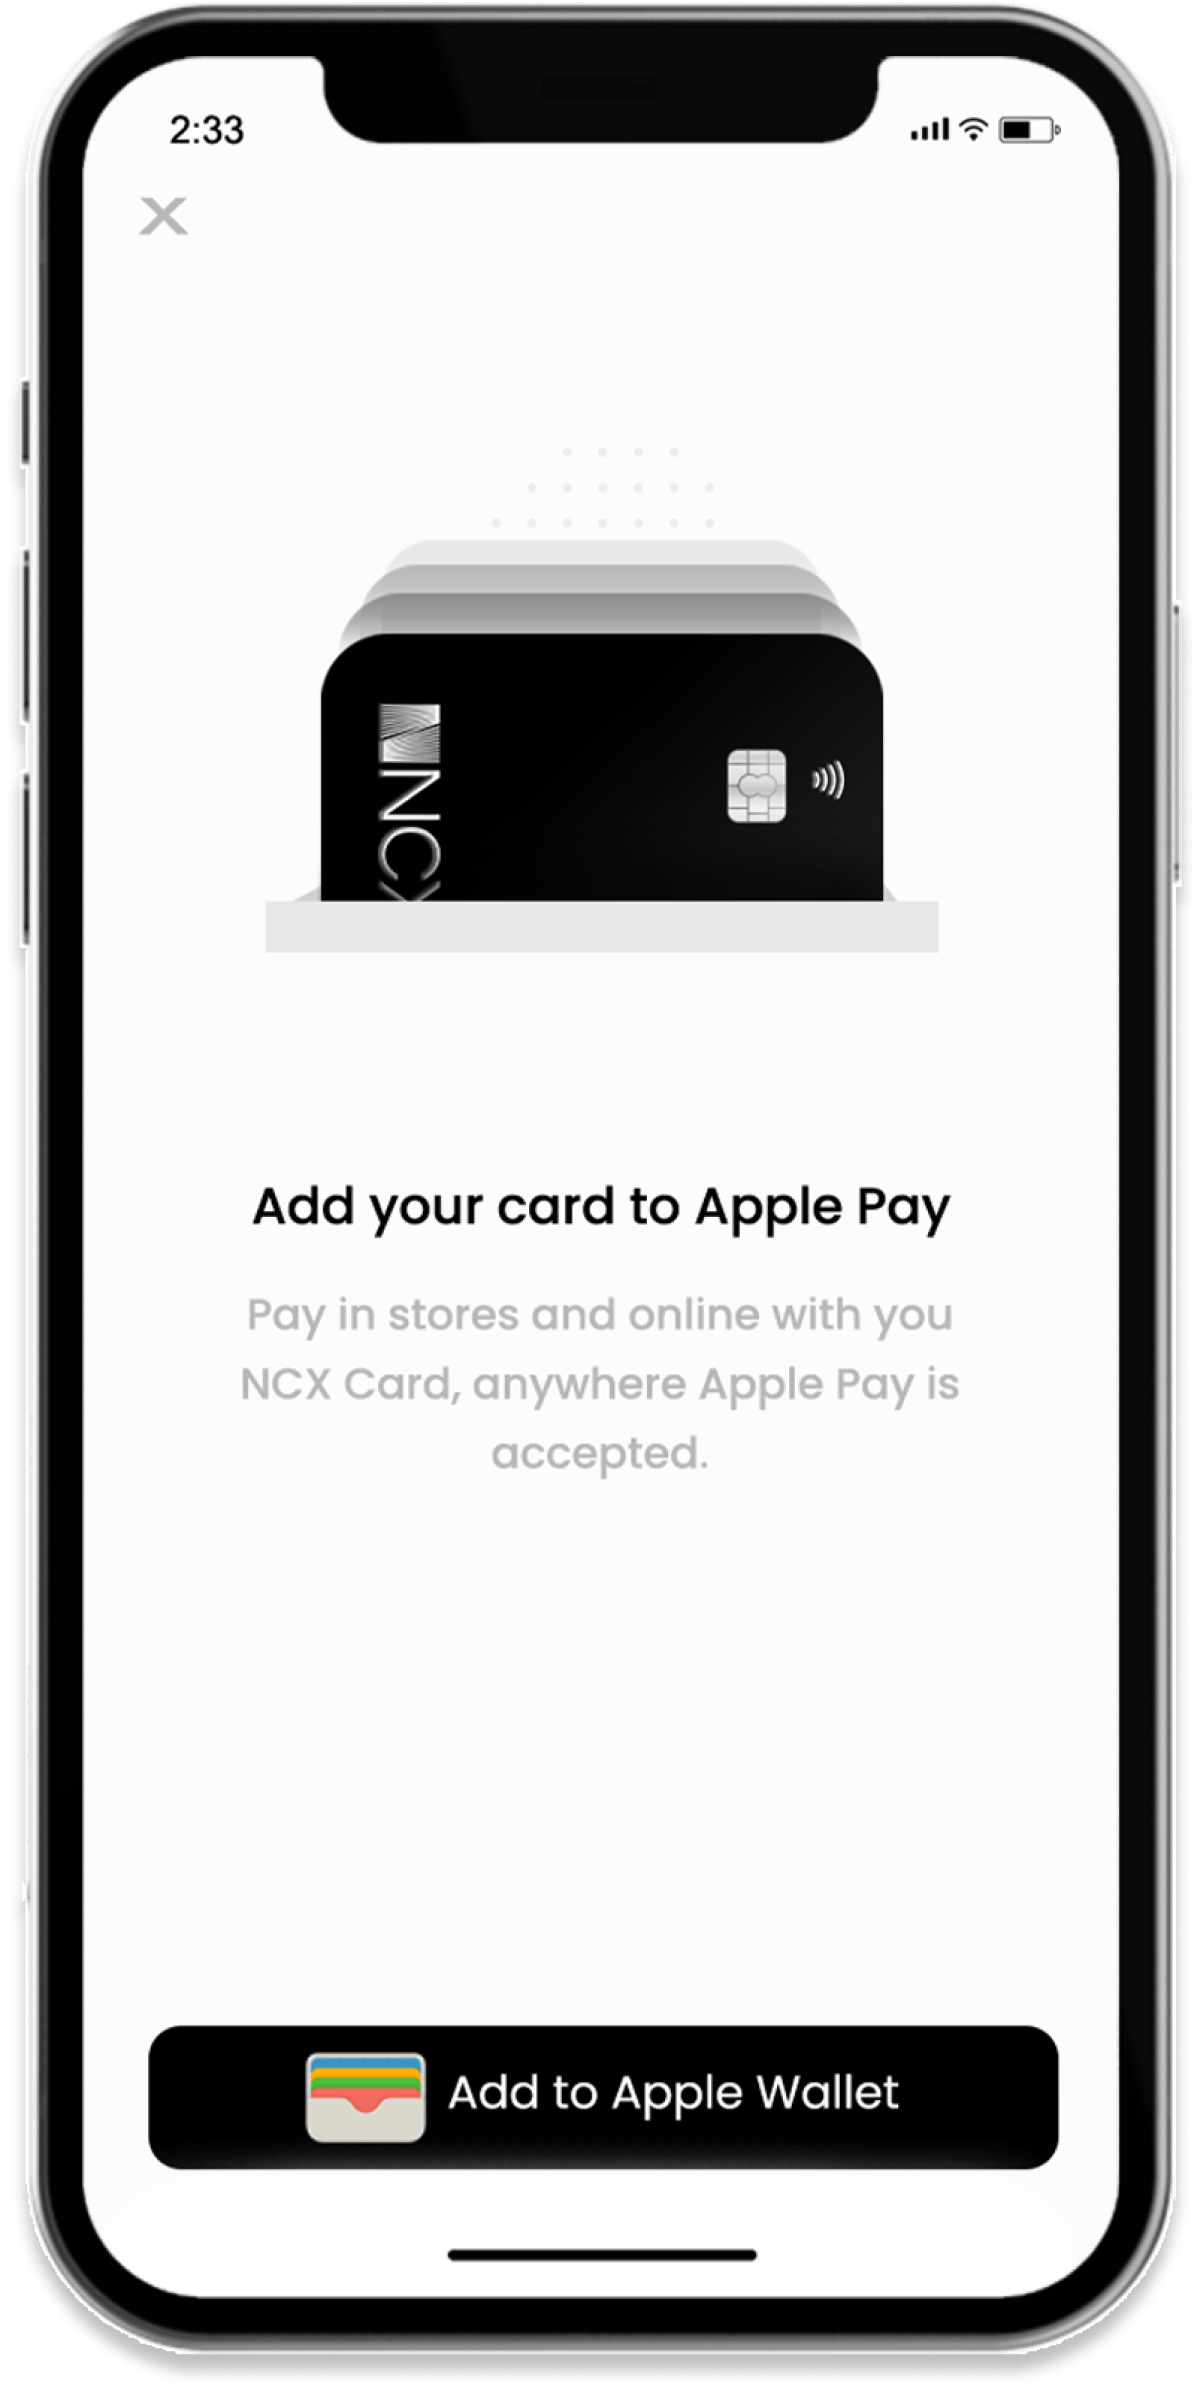 2:33
NCX
Add your card to Apple Pay
Pay in stores and online with you
NCX Card, anywhere Apple Pay is
accepted.
Add to Apple Wallet